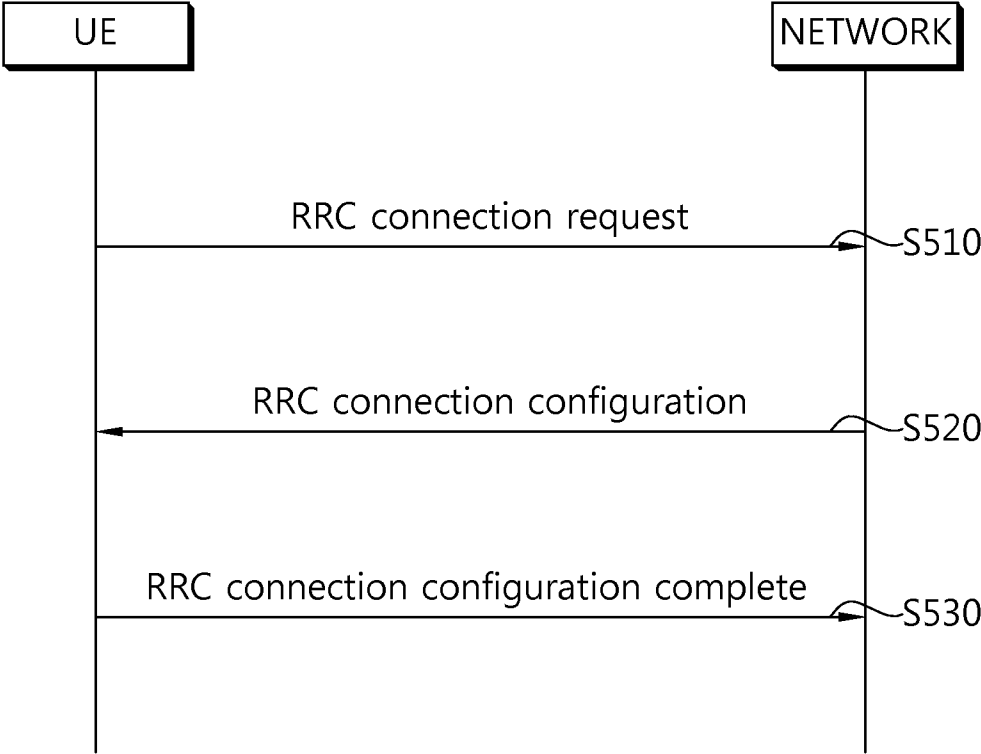 UE
NETWORK
RRC connection request
S510
RRC connection configuration
S520
RRC connection configuration complete
S530